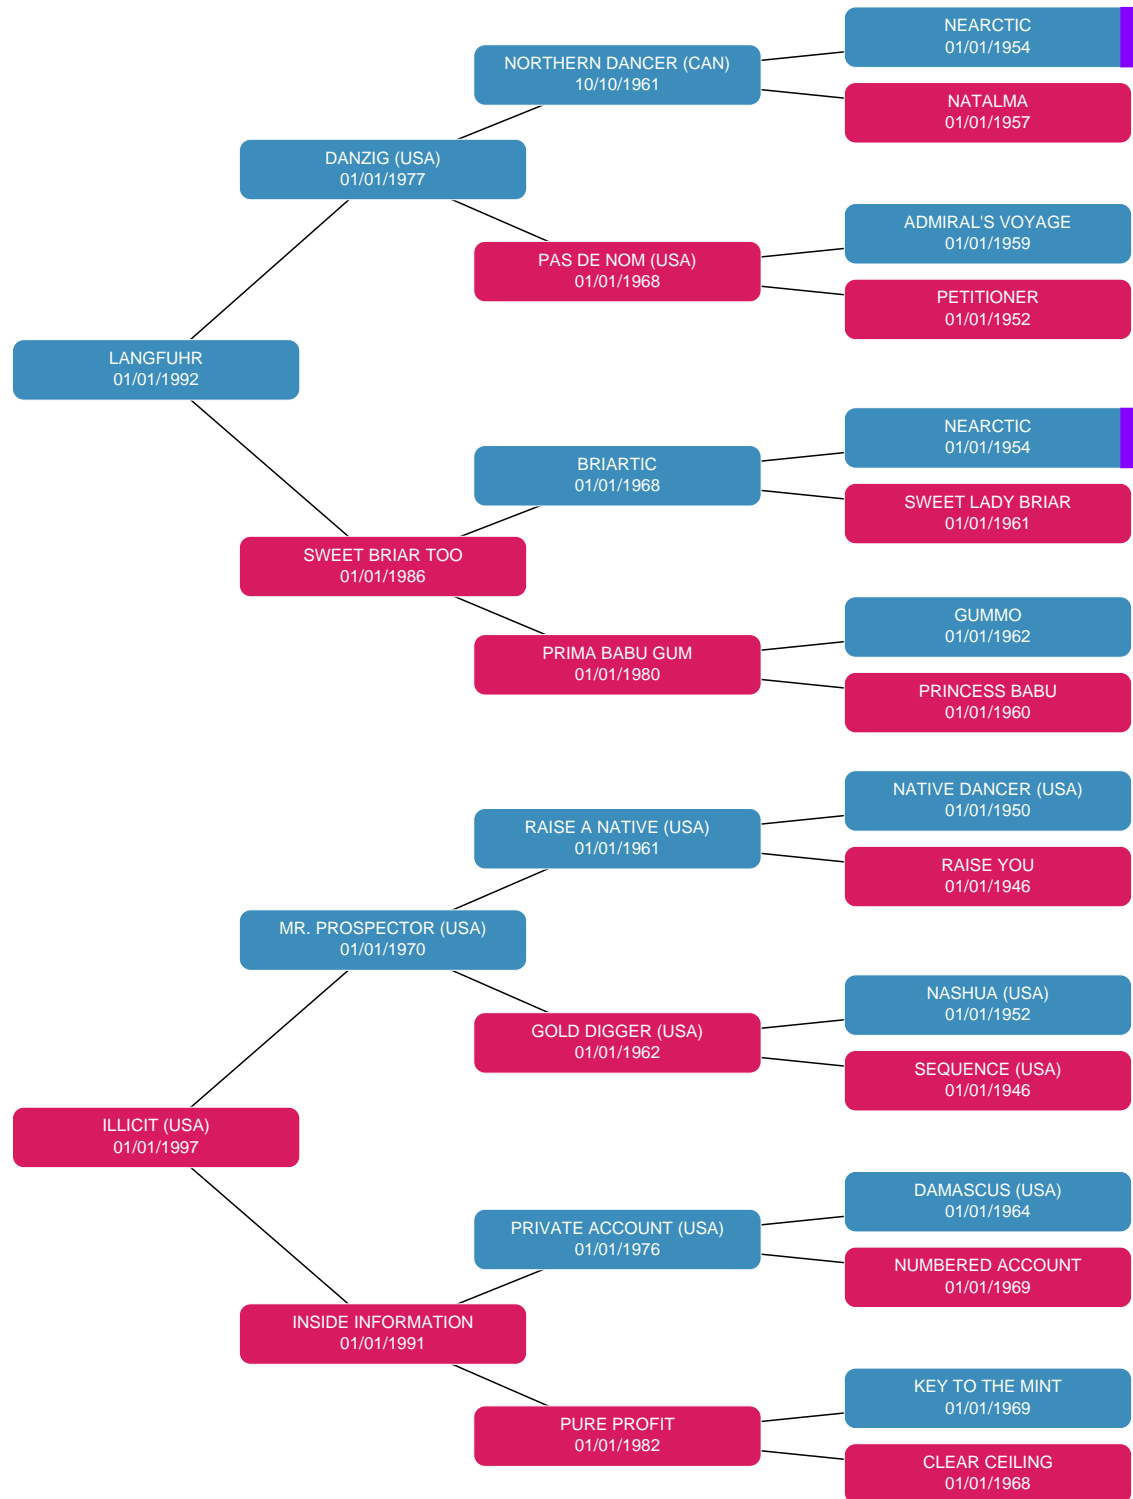 NEARCTIC
01/01/1954
NORTHERN DANCER (CAN)
10/10/1961
NATALMA
01/01/1957
DANZIG (USA)
01/01/1977
ADMIRAL'S VOYAGE
01/01/1959
PAS DE NOM (USA)
01/01/1968
PETITIONER
01/01/1952
LANGFUHR
01/01/1992
NEARCTIC
01/01/1954
BRIARTIC
01/01/1968
SWEET LADY BRIAR
01/01/1961
SWEET BRIAR TOO
01/01/1986
GUMMO
01/01/1962
PRIMA BABU GUM
01/01/1980
PRINCESS BABU
01/01/1960
NATIVE DANCER (USA)
01/01/1950
RAISE A NATIVE (USA)
01/01/1961
RAISE YOU
01/01/1946
MR. PROSPECTOR (USA)
01/01/1970
NASHUA (USA)
01/01/1952
GOLD DIGGER (USA)
01/01/1962
SEQUENCE (USA)
01/01/1946
ILLICIT (USA)
01/01/1997
DAMASCUS (USA)
01/01/1964
PRIVATE ACCOUNT (USA)
01/01/1976
NUMBERED ACCOUNT
01/01/1969
INSIDE INFORMATION
01/01/1991
KEY TO THE MINT
01/01/1969
PURE PROFIT
01/01/1982
CLEAR CEILING
01/01/1968